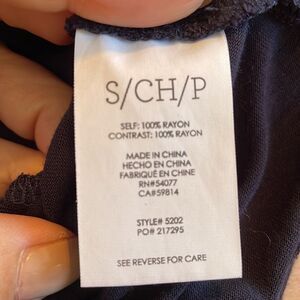 S/CH/P
SELF: 100% RAYON
CONTRAST: 100% RAYON
MADE IN CHINA
HECHO EN CHINA
FABRIQUÉ EN CHINE
RN#54077
CA#59814
STYLE# 5202
PO# 217295
SEE REVERSE FOR CARE